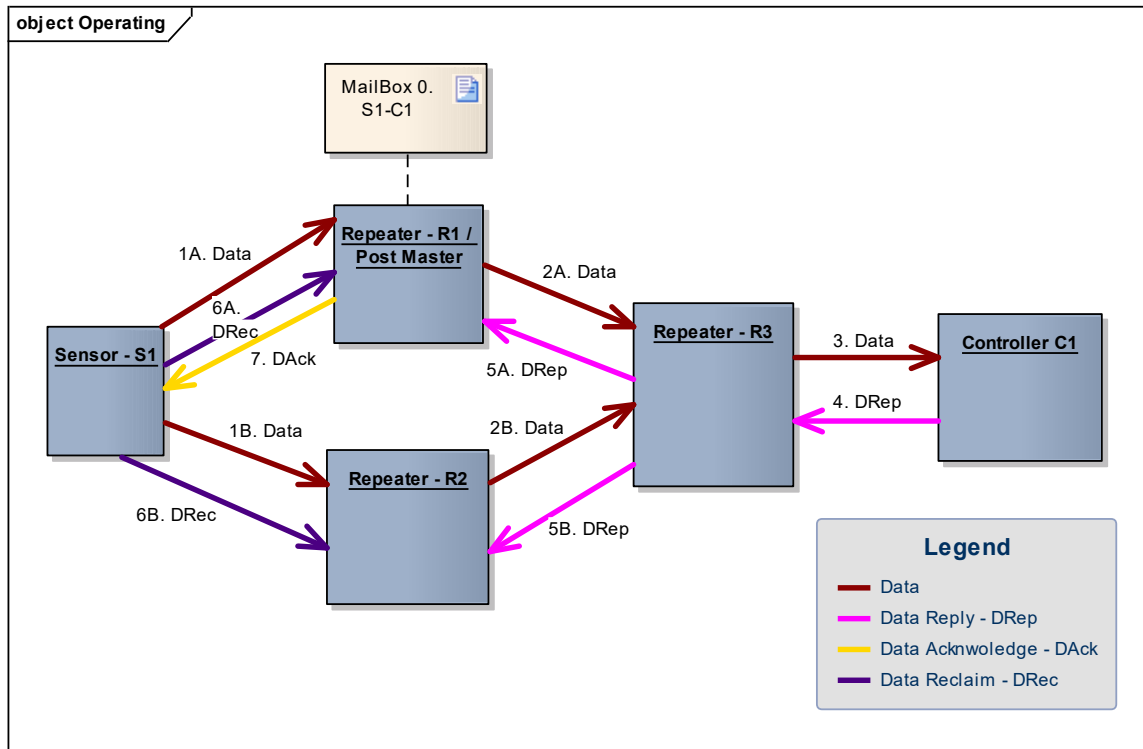 object Operating
MailBox 0.
S1-C1
Repeater - R1 /
Post Master
1A. Data
6A.
DRec
7. DAck
2A. Data
Sensor - S1
Repeater - R3
3. Data
Controller C1
5A. DRep
4. DRep
1B. Data
2B. Data
Repeater - R2
6B. DRec
5B. DRep
Legend
Data
Data Reply - DRep
Data Acknwoledge - DAck
Data Reclaim - DRec